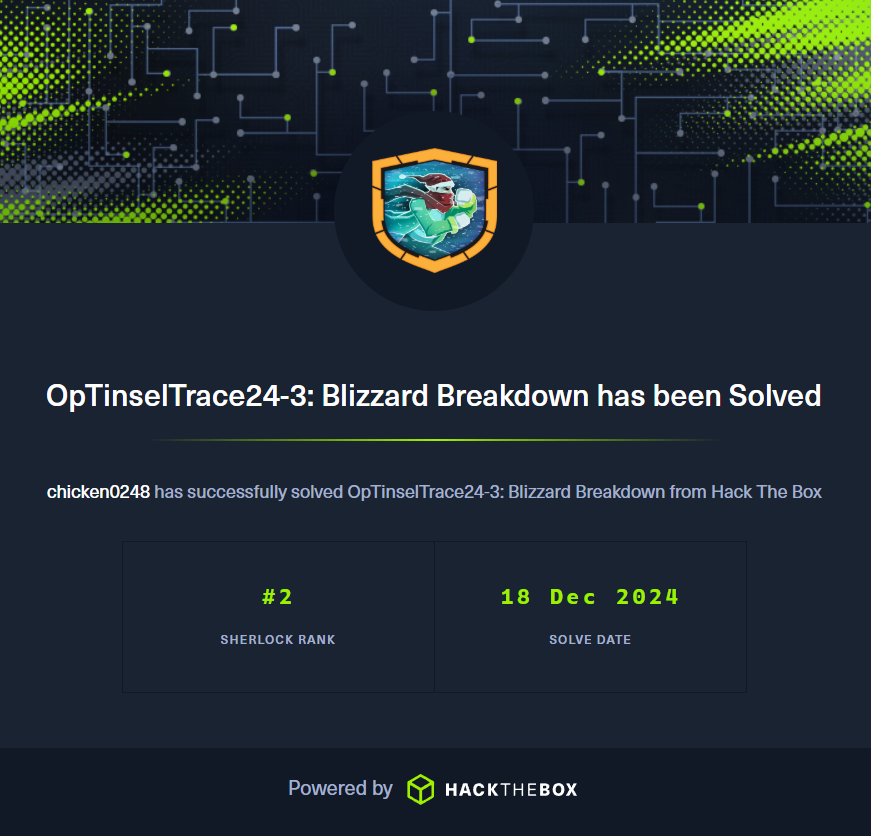 OpTinselTrace24-3: Blizzard Breakdown has been Solved
chicken0248 has successfully solved OpTinselTrace24-3: Blizzard Breakdown from Hack The Box
#2
SHERLOCK RANK
18 Dec 2024
SOLVE DATE
Powered by HACKTHEBOX